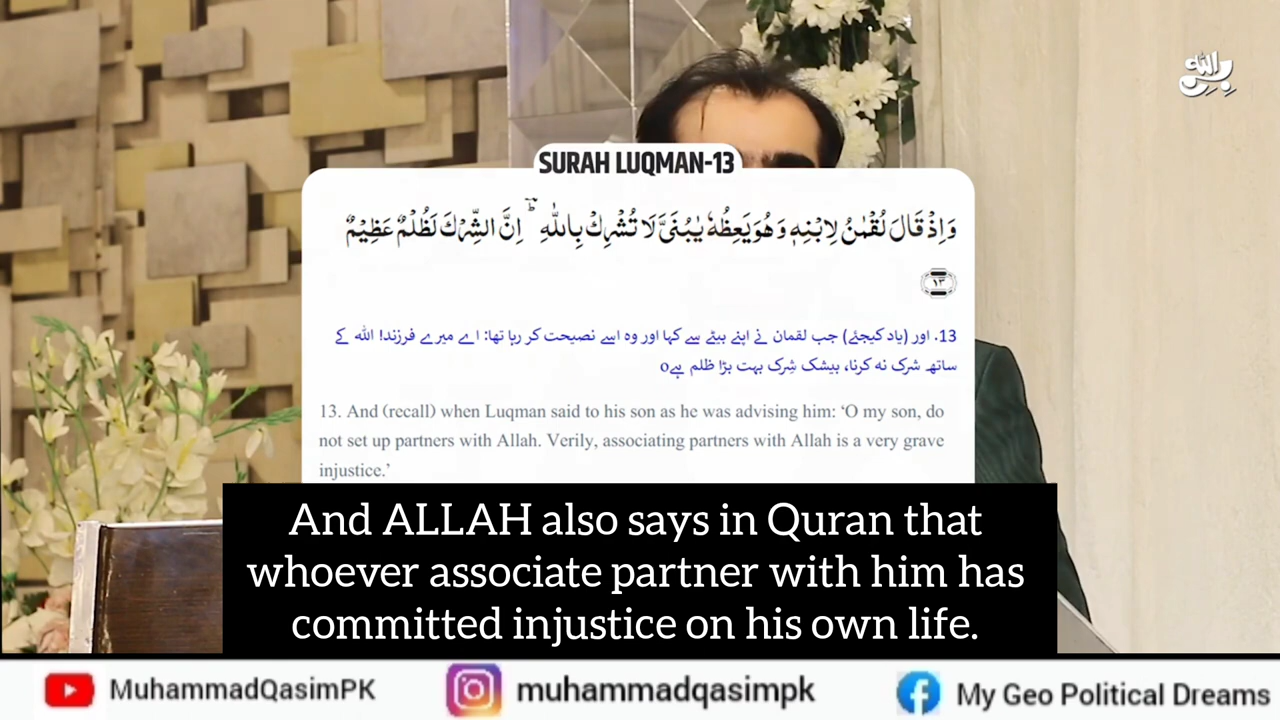 بسم الله
SURAH LUQMAN-13
وَاِذْ قَالَ لُقْمٰنُ لِابْنِهٖ وَهُوَ يَعِظُهٗ يٰبُنَیَّ لَا تُشْرِكْ بِاللّٰهِ ؔؕ اِنَّ الشِّرْكَ لَظُلْمٌ عَظِیْمٌ
۱۳
13. اور (یاد کیجئے) جب لقمان نے اپنے بیٹے سے کہا اور وہ اسے نصیحت کر رہا تھا: اے میرے فرزند! اللہ کے
ساتھ شرک نہ کرنا، بیشک شِرک بہت بڑا ظلم ہےo
13. And (recall) when Luqman said to his son as he was advising him: ‘O my son, do
not set up partners with Allah. Verily, associating partners with Allah is a very grave
injustice.’
And ALLAH also says in Quran that
whoever associate partner with him has
committed injustice on his own life.
MuhammadQasimPK
muhammadqasimpk
My Geo Political Dreams